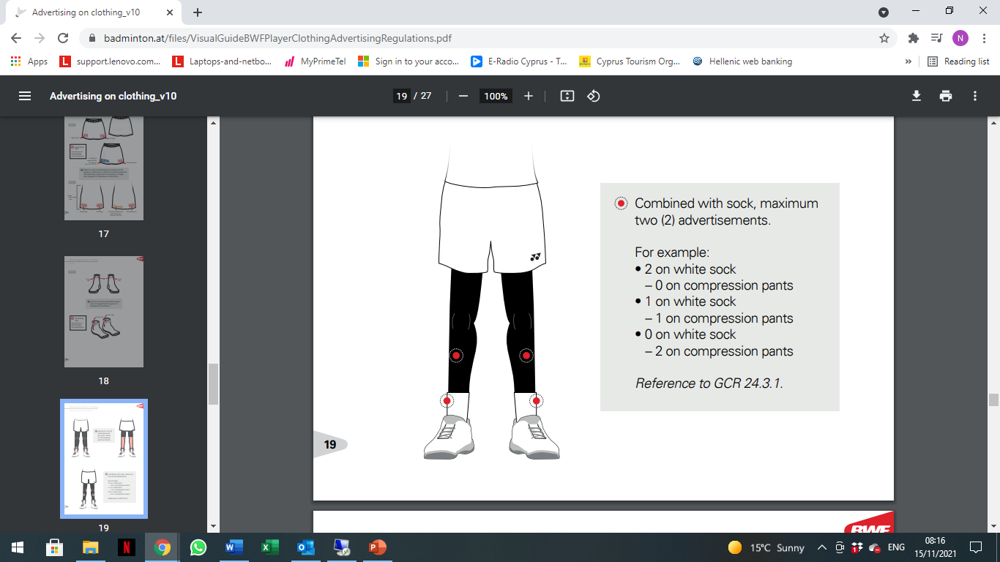 Advertising on clothing_v10
badminton.at/files/VisualGuideBWFPlayerClothingAdvertisingRegulations.pdf
N
Apps
L support.lenovo.com...
L Laptops-and-netbo...
MyPrimeTel
Sign in to your acco...
E-Radio Cyprus - T...
Cyprus Tourism Org...
Hellenic web banking
»
Reading list
Advertising on clothing_v10
19 / 27
100%
17
18
19
Combined with sock, maximum
two (2) advertisements.
For example:
• 2 on white sock
– 0 on compression pants
• 1 on white sock
– 1 on compression pants
• 0 on white sock
– 2 on compression pants
Reference to GCR 24.3.1.
19
BWF
15°C Sunny
ENG
08:16
15/11/2021